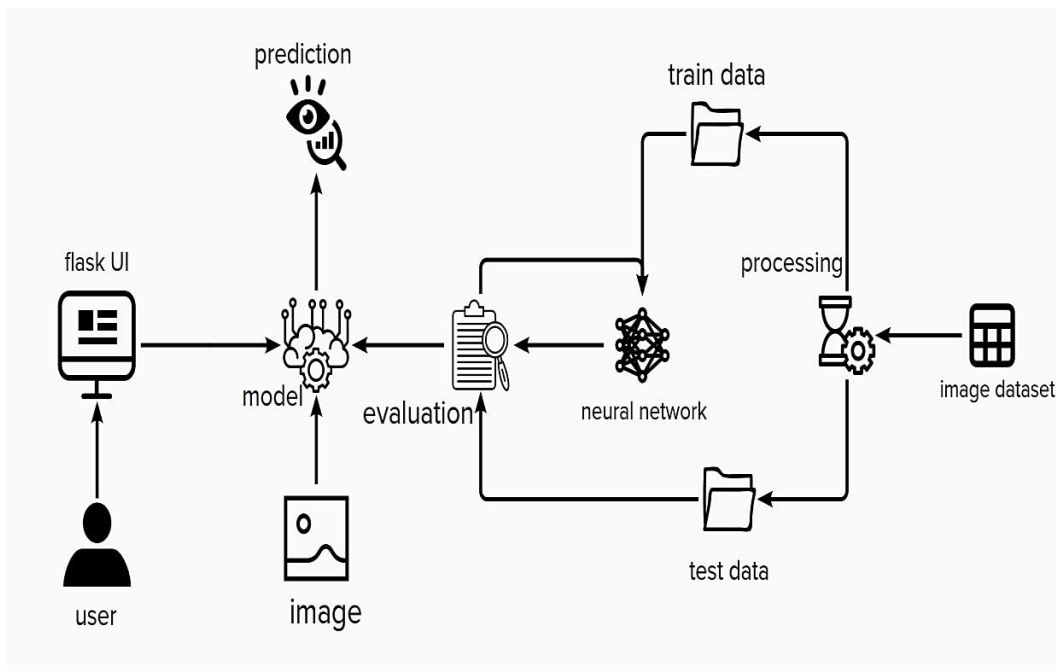 prediction
train data
flask UI
processing
model
evaluation
neural network
image dataset
test data
user
image